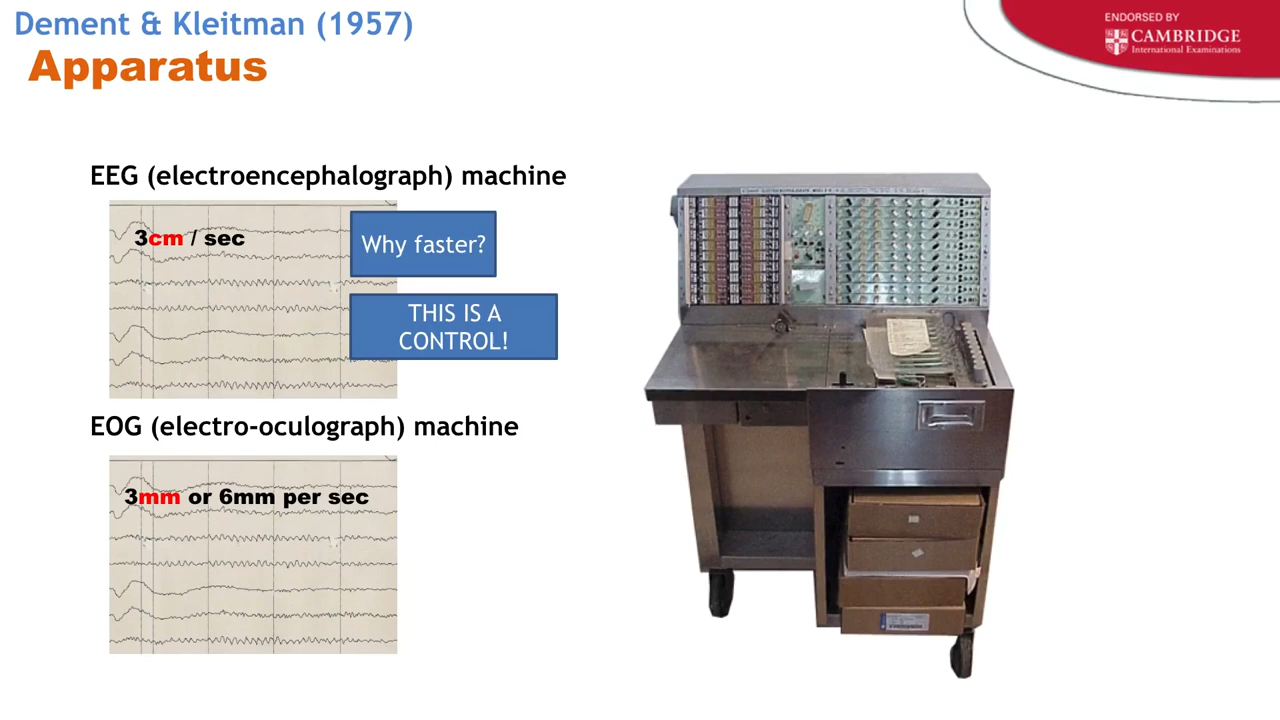 Dement & Kleitman (1957)
Apparatus
ENDORSED BY
CAMBRIDGE
International Examinations
EEG (electroencephalograph) machine
3cm / sec
Why faster?
THIS IS A
CONTROL!
EOG (electro-oculograph) machine
3mm or 6mm per sec